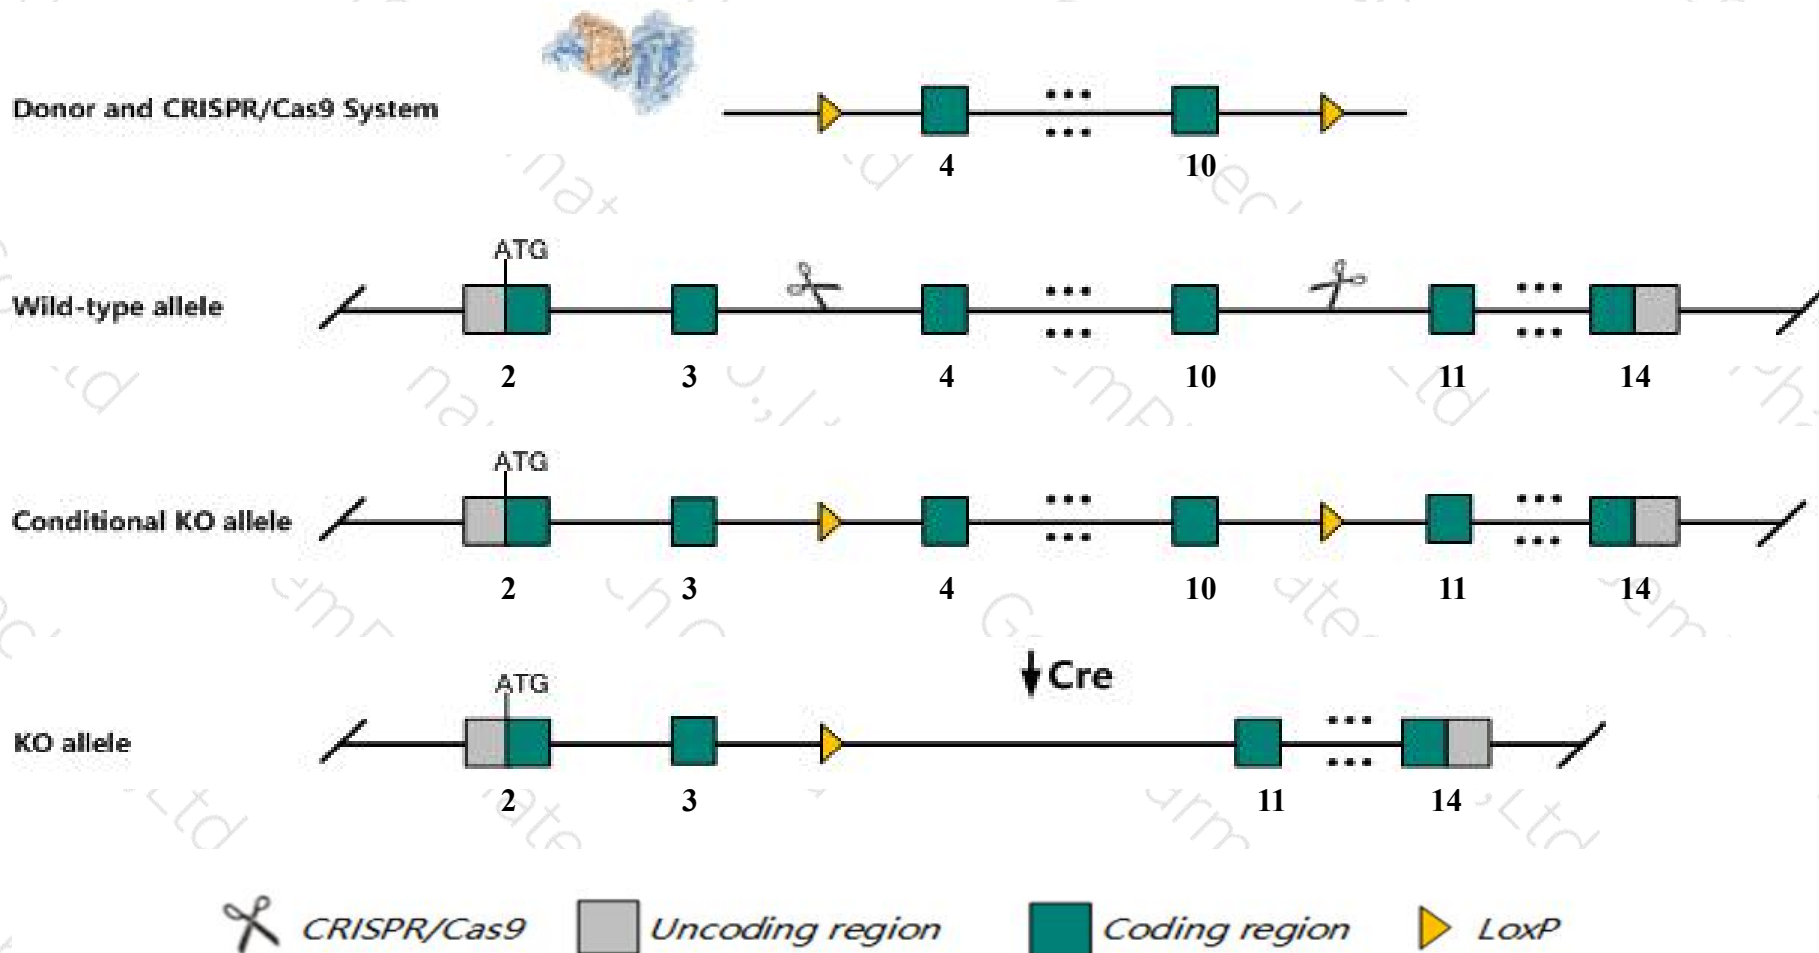 Donor and CRISPR/Cas9 System
4 10
ATG
Wild-type allele
2 3 4 10 11 14
ATG
Conditional KO allele
2 3 4 10 11 14
Cre
ATG
KO allele
2 3 11 14
CRISPR/Cas9 Uncoding region Coding region LoxP